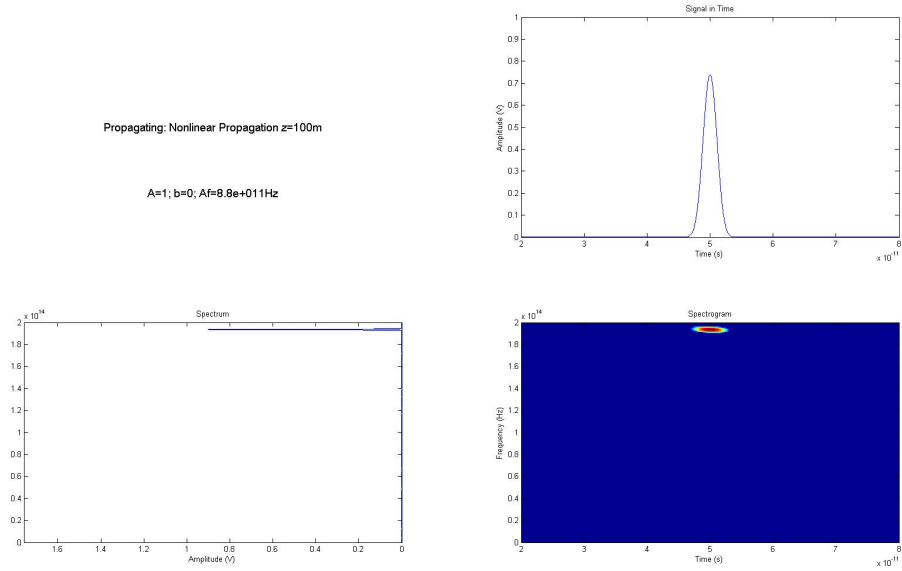 Signal in Time
1
0.9
0.8
0.7
0.6
0.5
0.4
0.3
0.2
0.1
0
Amplitude (V)
2 3 4 5 6 7 8
Time (s)
x 10^-11
Propagating: Nonlinear Propagation z=100m
A=1; b=0; Af=8.8e+011Hz
x 10^14
Spectrum
2
1.8
1.6
1.4
1.2
1
0.8
0.6
0.4
0.2
0
1.6 1.4 1.2 1 0.8 0.6 0.4 0.2 0
Amplitude (V)
x 10^14
Spectrogram
2
1.8
1.6
1.4
1.2
1
0.8
0.6
0.4
0.2
0
Frequency (Hz)
2 3 4 5 6 7 8
Time (s)
x 10^-11